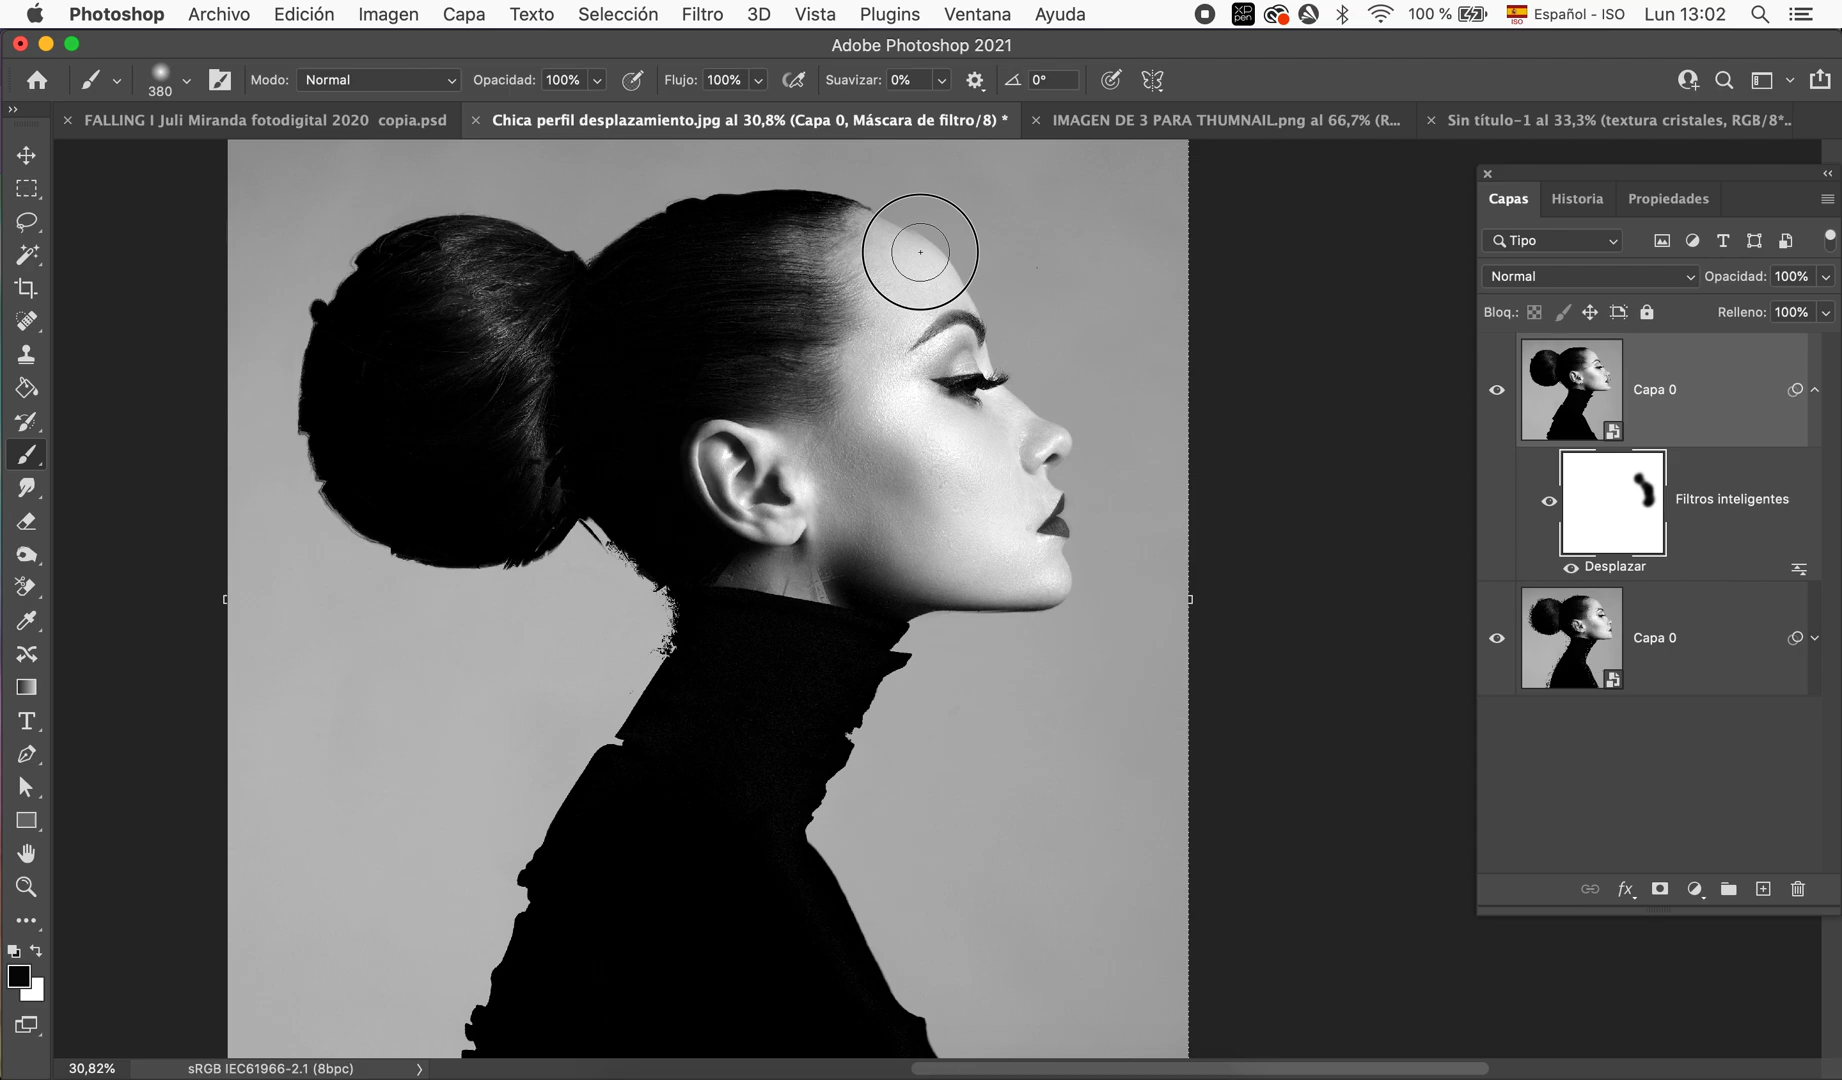 Photoshop Archivo Edición Imagen Capa Texto Selección Filtro 3D Vista Plugins Ventana Ayuda XP pen 100 % ISO Español - ISO Lun 13:02
Adobe Photoshop 2021
380 Modo: Normal Opacidad: 100% Flujo: 100% Suavizar: 0% 0°
× FALLING I Juli Miranda fotodigital 2020 copia.psd × Chica perfil desplazamiento.jpg al 30,8% (Capa 0, Máscara de filtro/8) * × IMAGEN DE 3 PARA THUMNAIL.png al 66,7% (R... × Sin título-1 al 33,3% (textura cristales, RGB/8*...
Capas Historia Propiedades
Tipo
Normal Opacidad: 100%
Bloq.: Relleno: 100%
Capa 0
Filtros inteligentes
Desplazar
Capa 0
30,82% sRGB IEC61966-2.1 (8bpc)